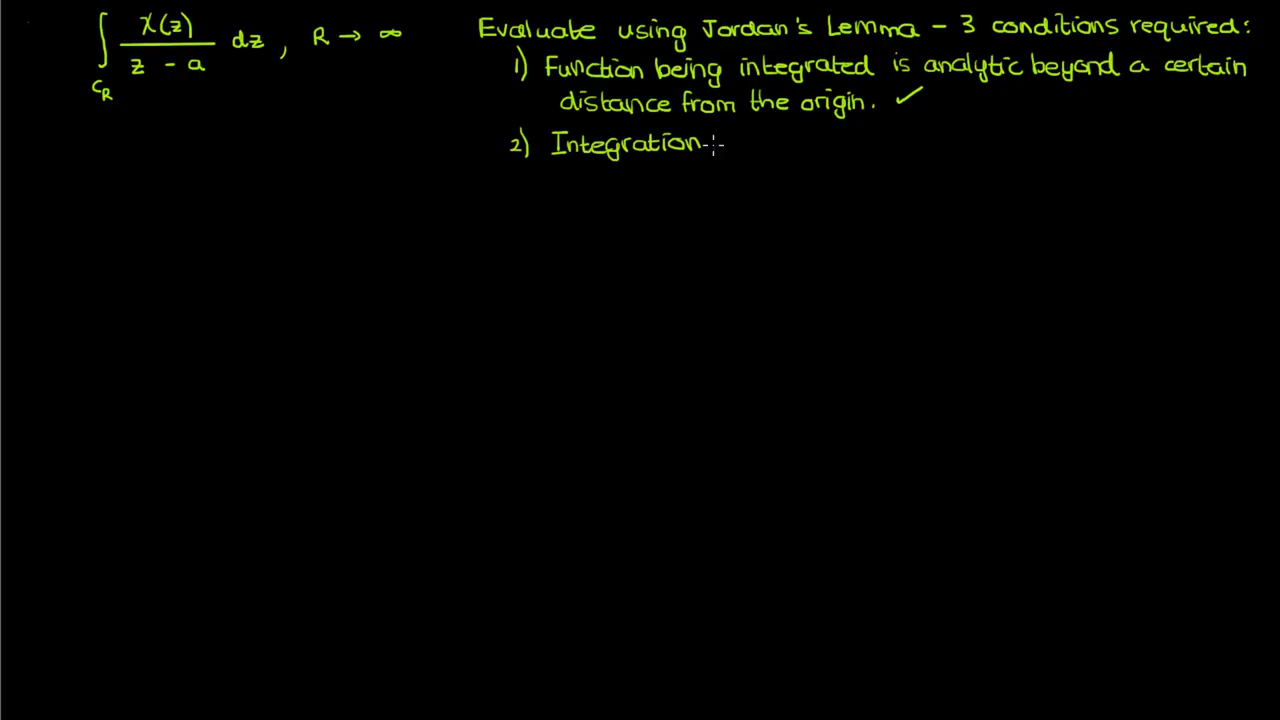 ∫_{C_R} χ(z) / (z - a) dz , R → ∞
Evaluate using Jordan's Lemma - 3 conditions required:
1) Function being integrated is analytic beyond a certain
distance from the origin. ✓
2) Integration